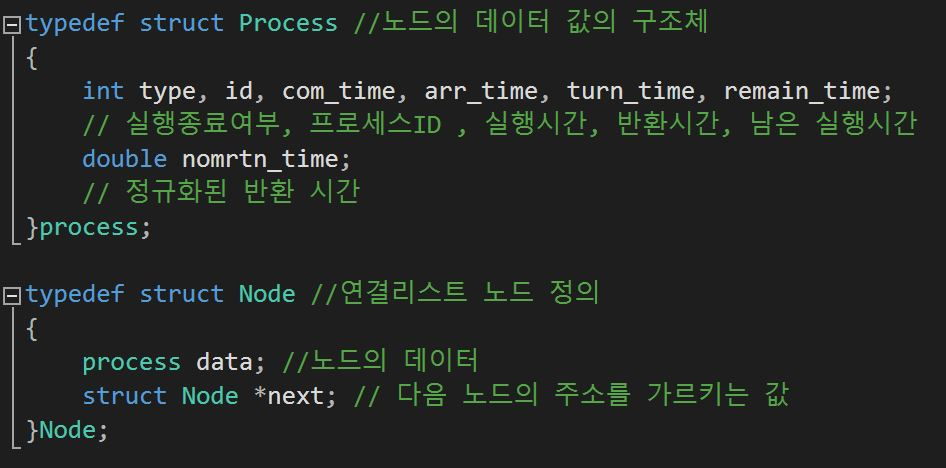 typedef struct Process //노드의 데이터 값의 구조체
{
int type, id, com_time, arr_time, turn_time, remain_time;
// 실행종료여부, 프로세스ID , 실행시간, 반환시간, 남은 실행시간
double nomrtn_time;
// 정규화된 반환 시간
}process;
typedef struct Node //연결리스트 노드 정의
{
process data; //노드의 데이터
struct Node *next; // 다음 노드의 주소를 가르키는 값
}Node;